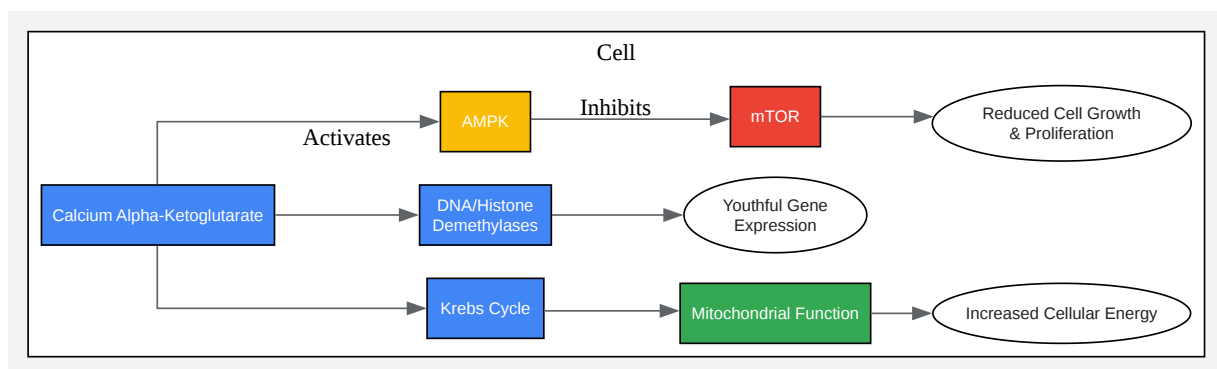 Cell
Activates
AMPK
Inhibits
mTOR
Reduced Cell Growth
& Proliferation
Calcium Alpha-Ketoglutarate
DNA/Histone
Demethylases
Youthful Gene
Expression
Krebs Cycle
Mitochondrial Function
Increased Cellular Energy